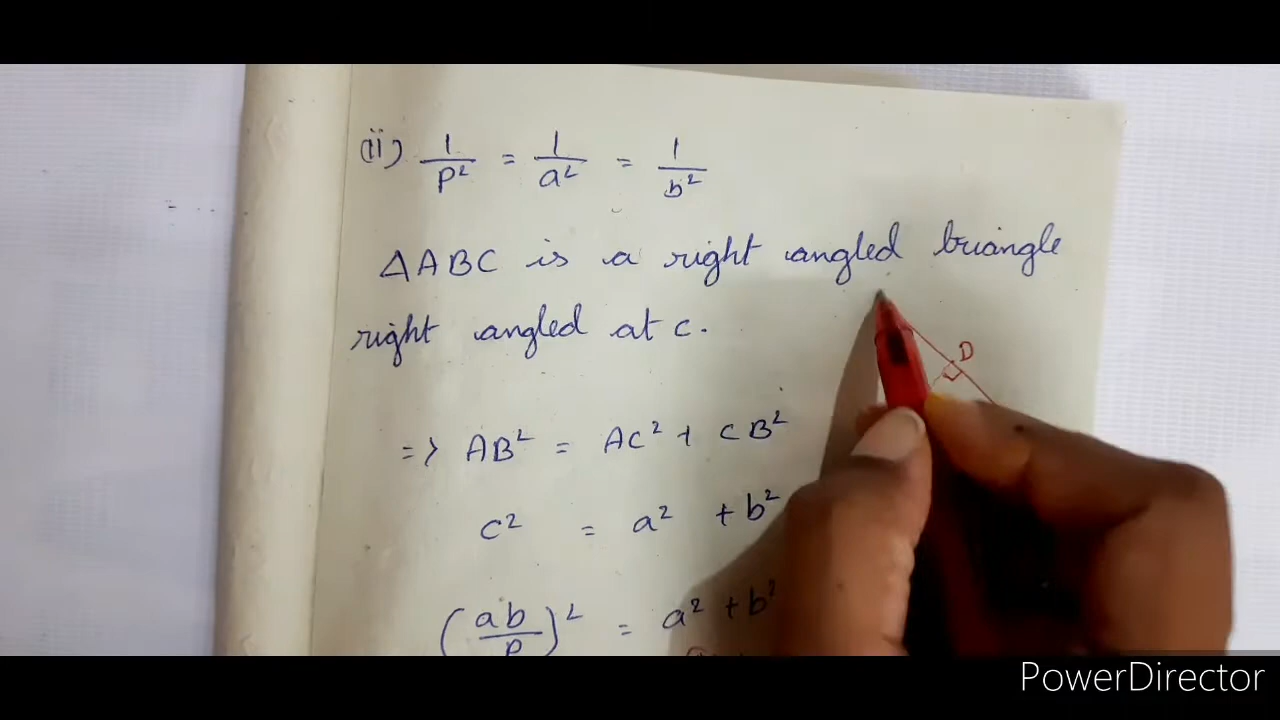 (ii) 1/p² = 1/a² = 1/b²
ΔABC is a right angled triangle
right angled at c.
D
=> AB² = AC² + CB²
c² = a² + b²
(ab/p)² = a² + b²
PowerDirector